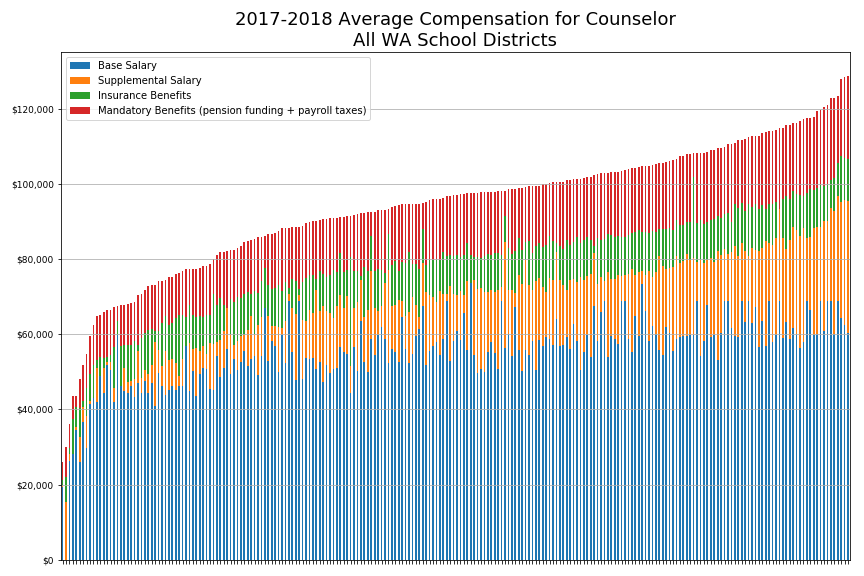 2017-2018 Average Compensation for Counselor
All WA School Districts
Base Salary
Supplemental Salary
Insurance Benefits
Mandatory Benefits (pension funding + payroll taxes)
$120,000
$100,000
$80,000
$60,000
$40,000
$20,000
$0